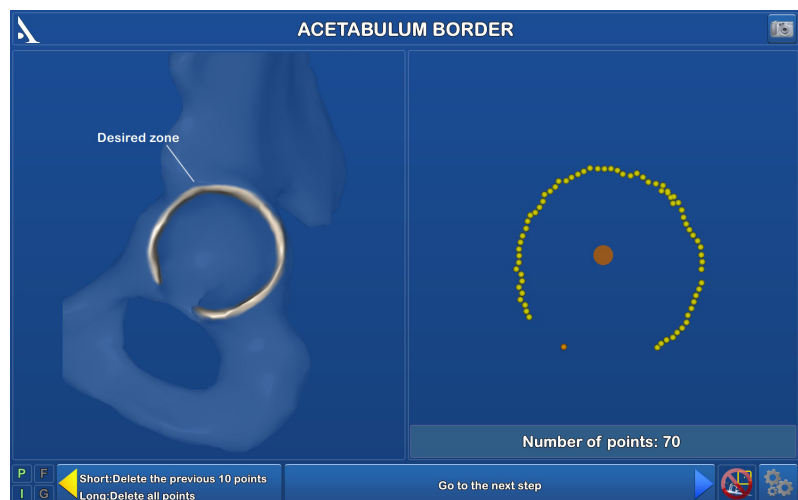 ACETABULUM BORDER
Desired zone
Number of points: 70
P F
I G
Short:Delete the previous 10 points
Long:Delete all points
Go to the next step